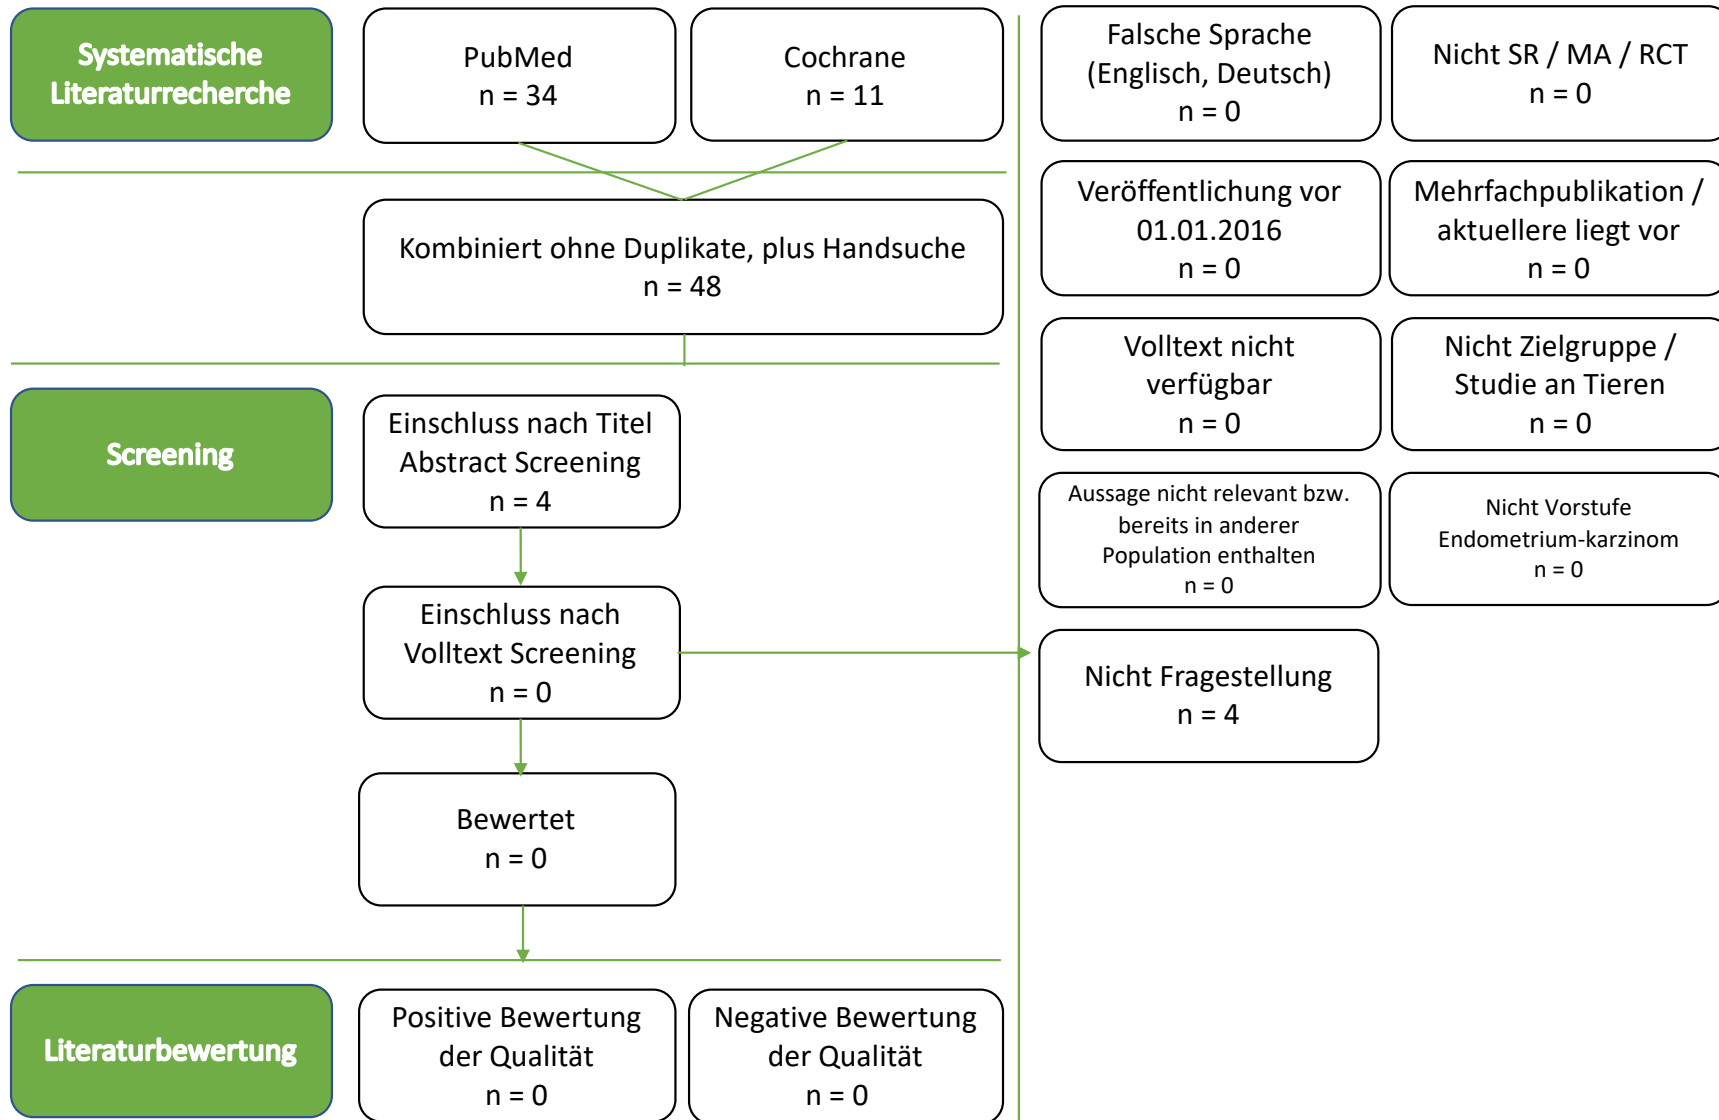 Systematische
Literaturrecherche
PubMed
n = 34
Cochrane
n = 11
Kombiniert ohne Duplikate, plus Handsuche
n = 48
Screening
Einschluss nach Titel
Abstract Screening
n = 4
Einschluss nach
Volltext Screening
n = 0
Bewertet
n = 0
Literaturbewertung
Positive Bewertung
der Qualität
n = 0
Negative Bewertung
der Qualität
n = 0
Falsche Sprache
(Englisch, Deutsch)
n = 0
Nicht SR / MA / RCT
n = 0
Veröffentlichung vor
01.01.2016
n = 0
Mehrfachpublikation /
aktuellere liegt vor
n = 0
Volltext nicht
verfügbar
n = 0
Nicht Zielgruppe /
Studie an Tieren
n = 0
Aussage nicht relevant bzw.
bereits in anderer
Population enthalten
n = 0
Nicht Vorstufe
Endometrium-karzinom
n = 0
Nicht Fragestellung
n = 4